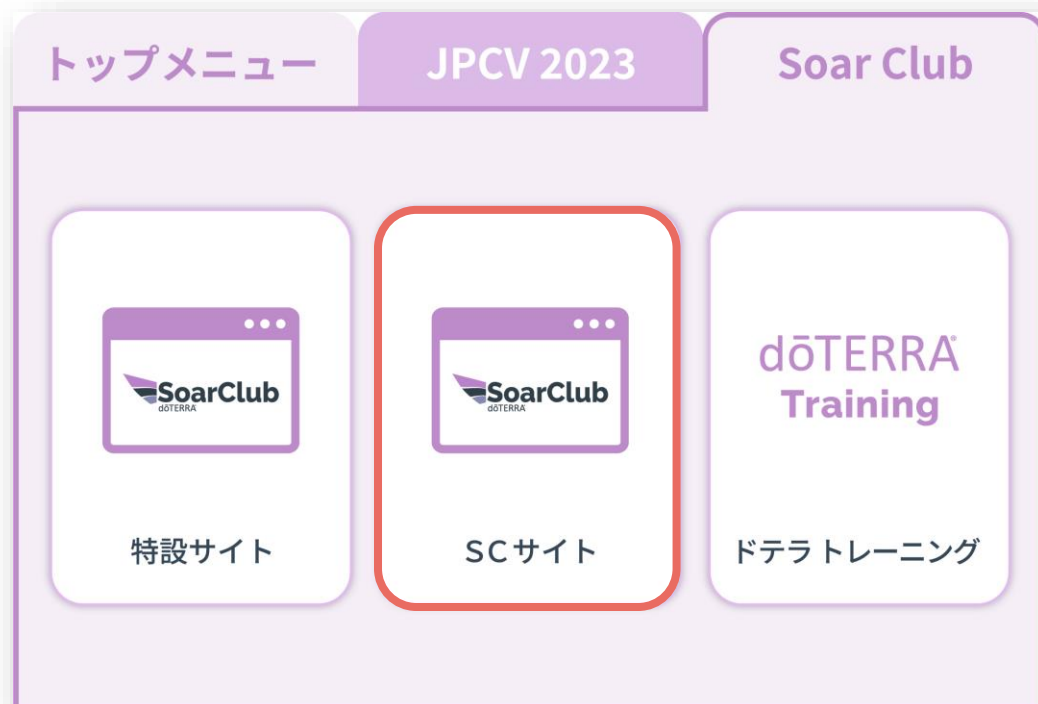 トップメニュー
JPCV 2023
Soar Club
SoarClub
dōTERRA
特設サイト
SoarClub
dōTERRA
SCサイト
dōTERRA®
Training
ドテラ トレーニング